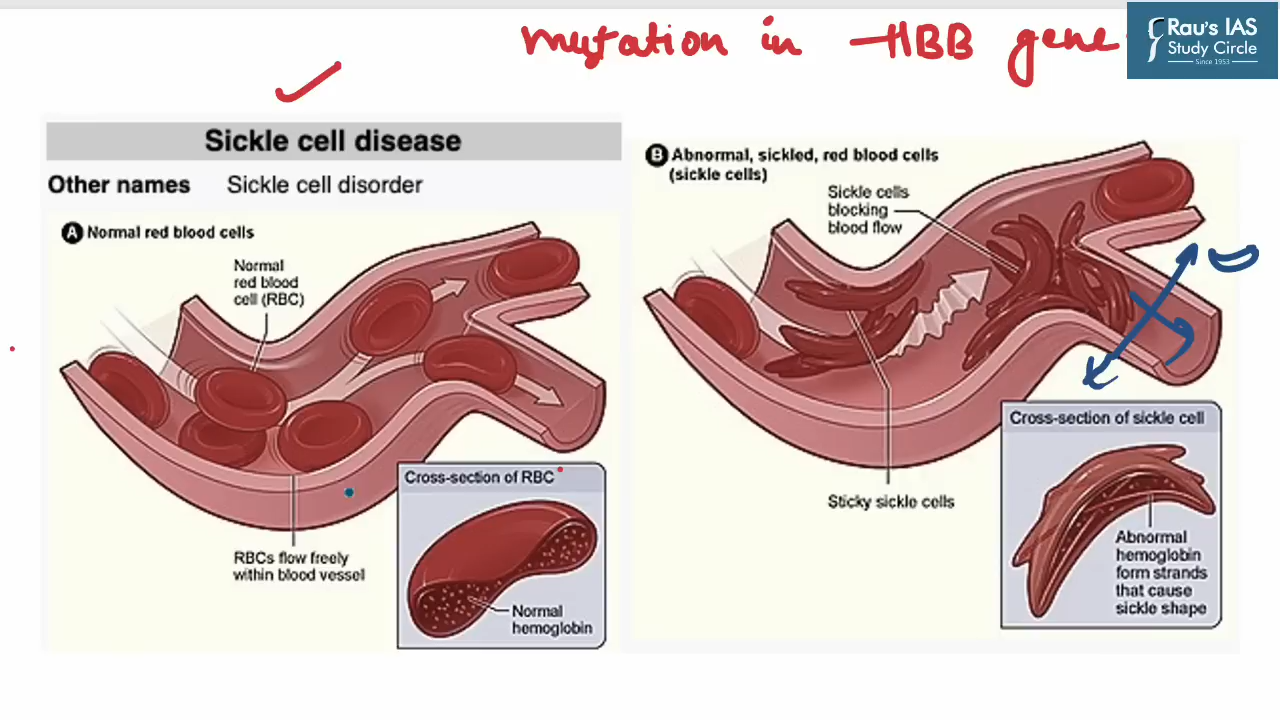 mutation in HBB gene
Rau's IAS
Study Circle
Since 1953
Sickle cell disease
Other names Sickle cell disorder
A Normal red blood cells
Normal
red blood
cell (RBC)
RBCs flow freely
within blood vessel
Cross-section of RBC
Normal
hemoglobin
B Abnormal, sickled, red blood cells
(sickle cells)
Sickle cells
blocking
blood flow
Sticky sickle cells
Cross-section of sickle cell
Abnormal
hemoglobin
form strands
that cause
sickle shape